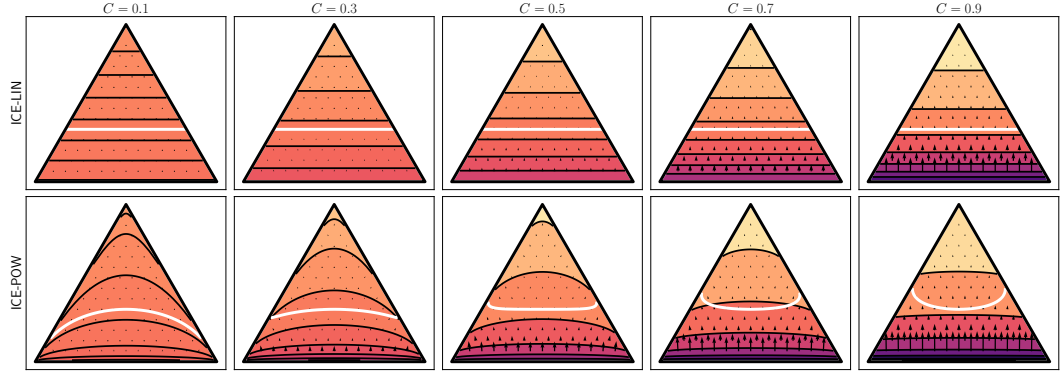 C = 0.1
C = 0.3
C = 0.5
C = 0.7
C = 0.9
ICE-LIN
ICE-POW